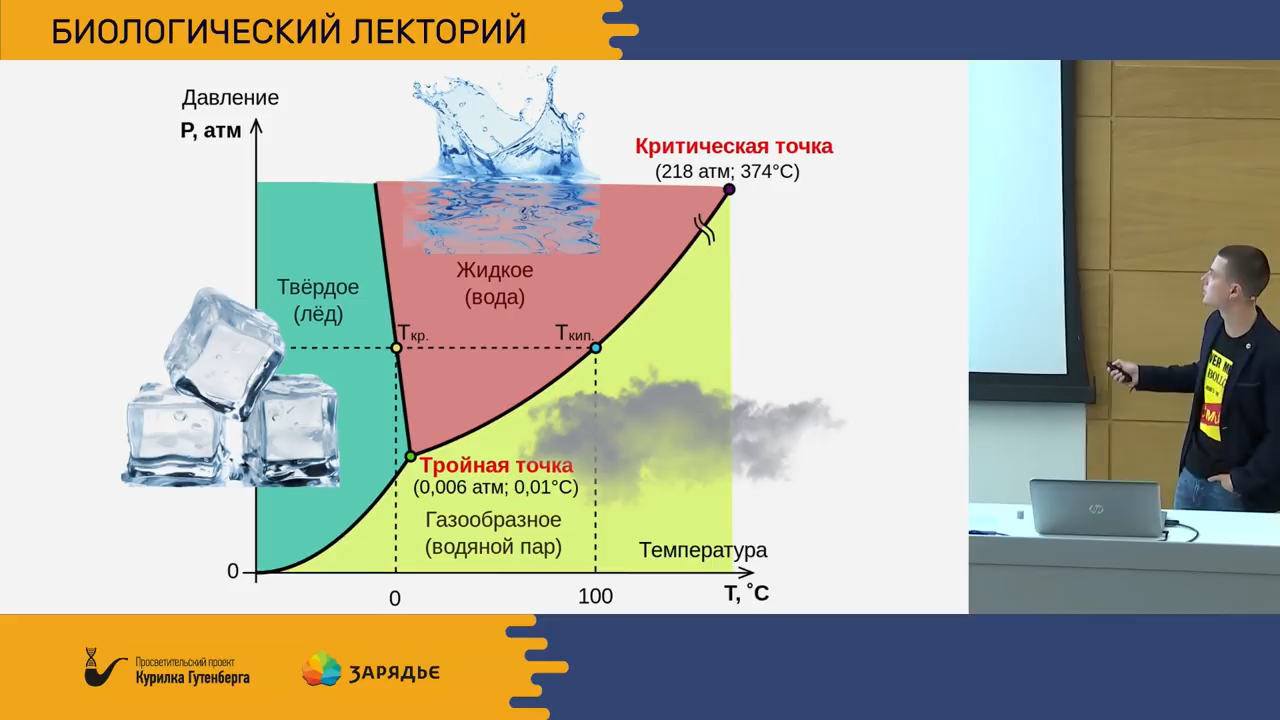 БИОЛОГИЧЕСКИЙ ЛЕКТОРИЙ
Давление
P, атм
Критическая точка
(218 атм; 374°C)
Твёрдое
(лёд)
Жидкое
(вода)
Tкр.
Tкип.
Тройная точка
(0,006 атм; 0,01°C)
Газообразное
(водяной пар)
Температура
T, ˚C
0
0
100
Просветительский проект
Курилка Гутенберга
ЗАРЯДЬЕ
hp